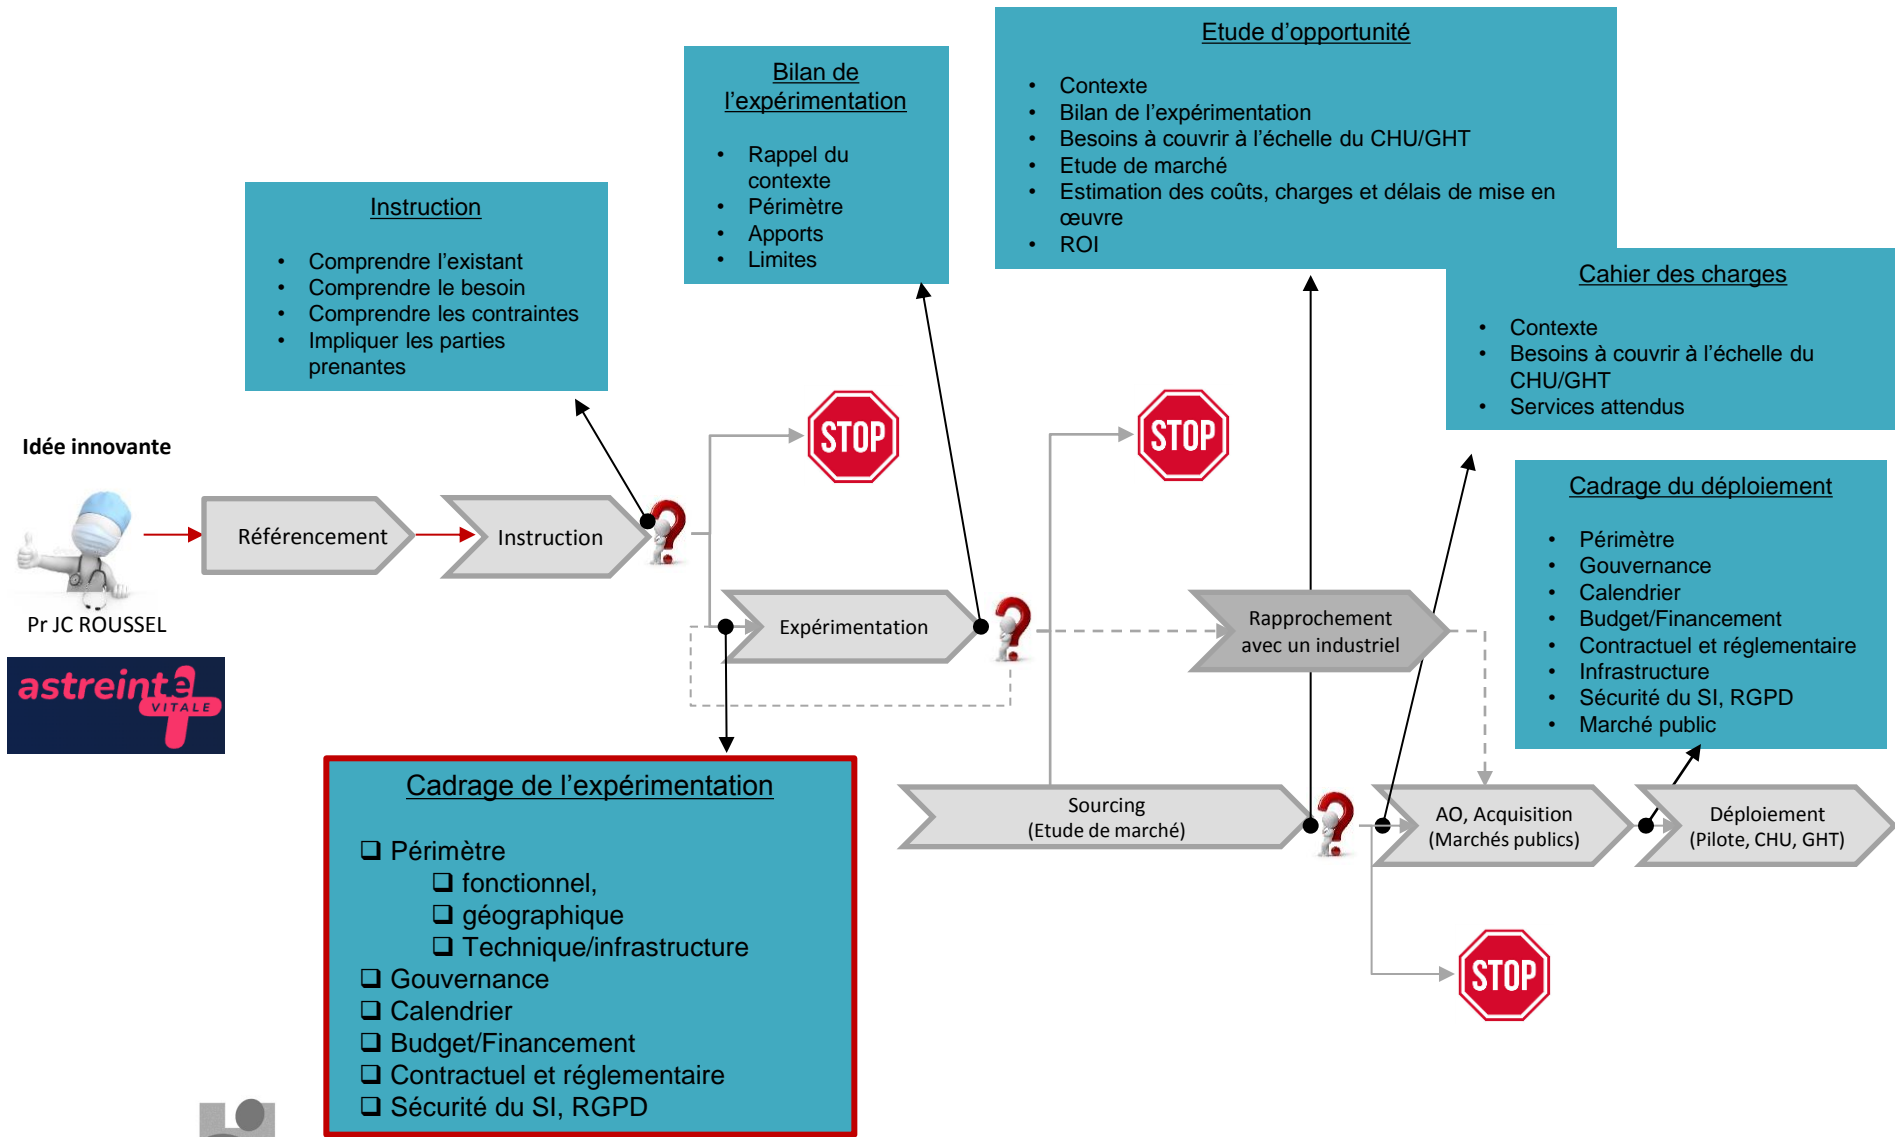 Etude d’opportunité
• Contexte
• Bilan de l’expérimentation
• Besoins à couvrir à l’échelle du CHU/GHT
• Etude de marché
• Estimation des coûts, charges et délais de mise en
œuvre
• ROI
Bilan de
l’expérimentation
• Rappel du
contexte
• Périmètre
• Apports
• Limites
Instruction
• Comprendre l’existant
• Comprendre le besoin
• Comprendre les contraintes
• Impliquer les parties
prenantes
Cahier des charges
• Contexte
• Besoins à couvrir à l’échelle du
CHU/GHT
• Services attendus
STOP
STOP
Idée innovante
Cadrage du déploiement
• Périmètre
• Gouvernance
• Calendrier
• Budget/Financement
• Contractuel et réglementaire
• Infrastructure
• Sécurité du SI, RGPD
• Marché public
Référencement
Instruction
Pr JC ROUSSEL
astreinte
VITALE
Expérimentation
Rapprochement
avec un industriel
Cadrage de l’expérimentation
❑ Périmètre
❑ fonctionnel,
❑ géographique
❑ Technique/infrastructure
❑ Gouvernance
❑ Calendrier
❑ Budget/Financement
❑ Contractuel et réglementaire
❑ Sécurité du SI, RGPD
Sourcing
(Etude de marché)
AO, Acquisition
(Marchés publics)
Déploiement
(Pilote, CHU, GHT)
STOP